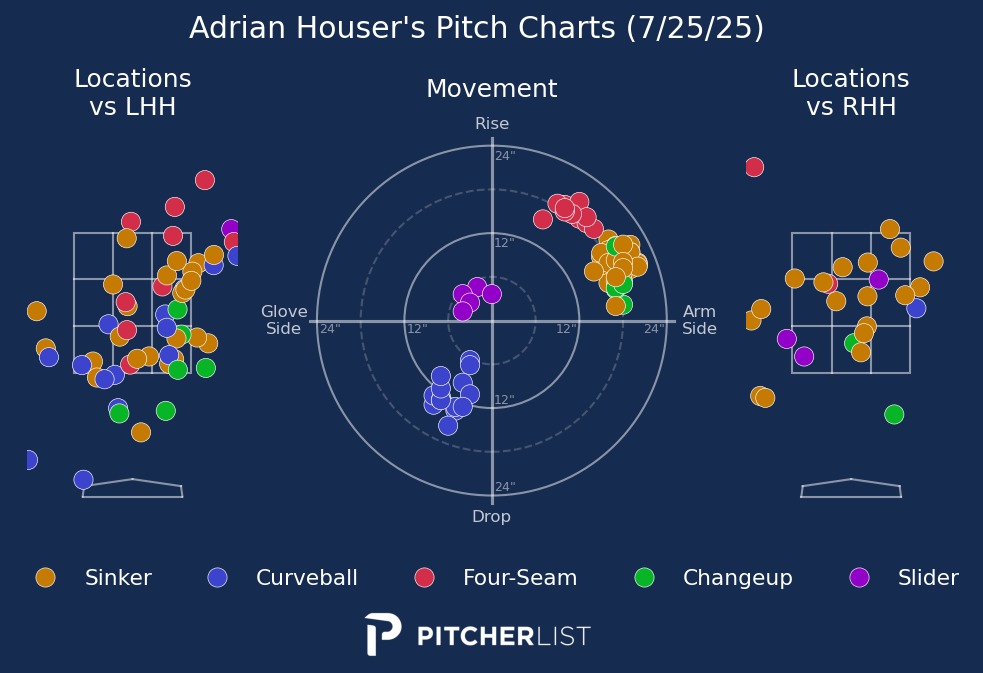 Adrian Houser's Pitch Charts (7/25/25)
Locations
vs LHH
Movement
Locations
vs RHH
Rise
24"
12"
Glove
Side
24"
12"
12"
24"
Arm
Side
12"
24"
Drop
Sinker
Curveball
Four-Seam
Changeup
Slider
PITCHERLIST